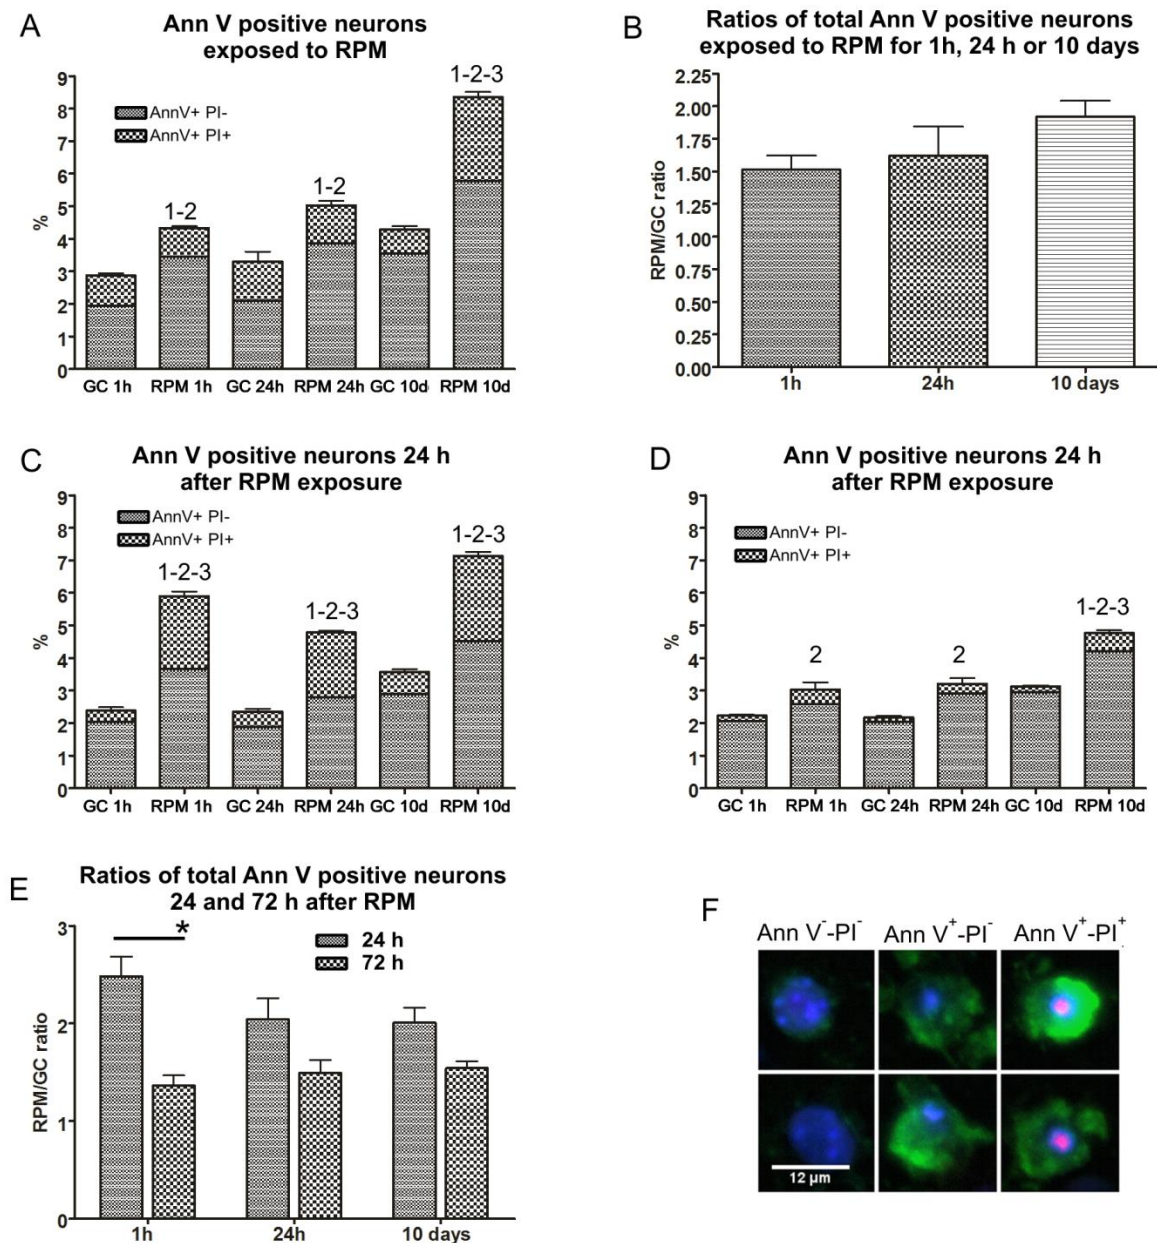 A
Ann V positive neurons
exposed to RPM
9
8
7
6
5
4
3
2
1
0
%
AnnV+ PI-
AnnV+ PI+
1-2
1-2
1-2-3
GC 1h RPM 1h GC 24h RPM 24h GC 10d RPM 10d
B
Ratios of total Ann V positive neurons
exposed to RPM for 1h, 24 h or 10 days
2.25
2.00
1.75
1.50
1.25
1.00
0.75
0.50
0.25
0.00
RPM/GC ratio
1h 24h 10 days
C
Ann V positive neurons 24 h
after RPM exposure
9
8
7
6
5
4
3
2
1
0
%
AnnV+ PI-
AnnV+ PI+
1-2-3
1-2-3
1-2-3
GC 1h RPM 1h GC 24h RPM 24h GC 10d RPM 10d
D
Ann V positive neurons 24 h
after RPM exposure
9
8
7
6
5
4
3
2
1
0
%
AnnV+ PI-
AnnV+ PI+
2
2
1-2-3
GC 1h RPM 1h GC 24h RPM 24h GC 10d RPM 10d
E
Ratios of total Ann V positive neurons
24 and 72 h after RPM
3
2
1
0
RPM/GC ratio
*
24 h
72 h
1h 24h 10 days
F
Ann V⁻-PI⁻ Ann V⁺-PI⁻ Ann V⁺-PI⁺
12 µm